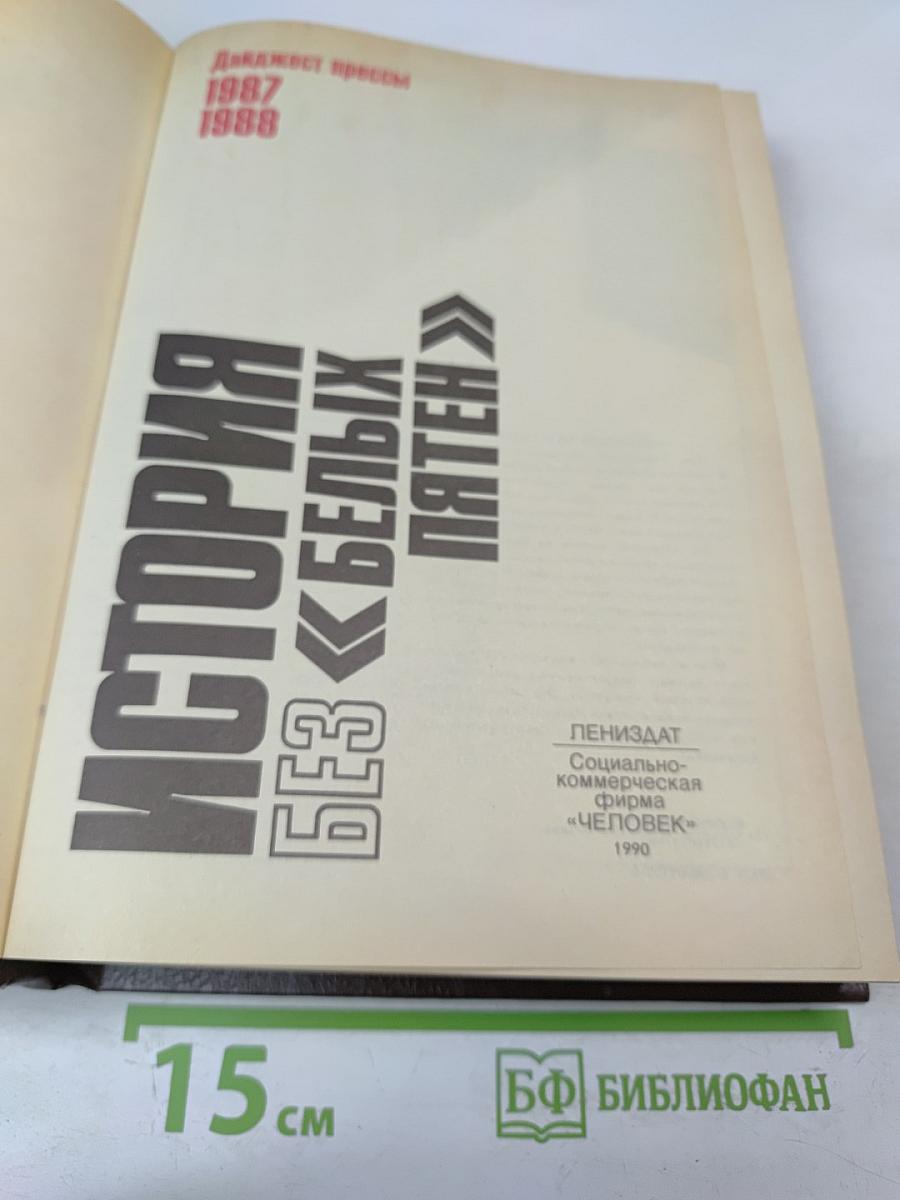 Дайджест прессы
1987
1988
ИСТОРИЯ
БЕЗ «БЕЛЫХ
ПЯТЕН»
ЛЕНИЗДАТ
Социально-
коммерческая
фирма
«ЧЕЛОВЕК»
1990
15 см
БФ БИБЛИОФАН